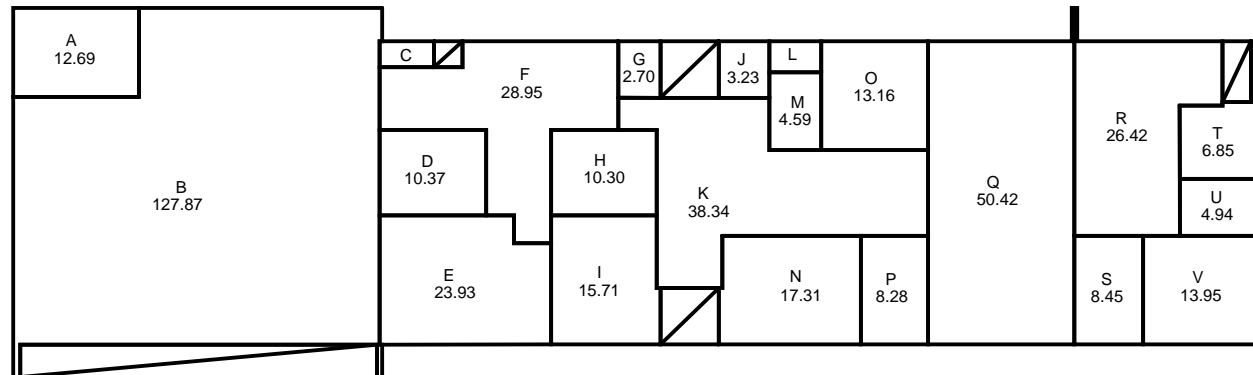 A
12.69
B
127.87
C
D
10.37
E
23.93
F
28.95
G
2.70
H
10.30
I
15.71
J
3.23
K
38.34
L
M
4.59
N
17.31
O
13.16
P
8.28
Q
50.42
R
26.42
S
8.45
T
6.85
U
4.94
V
13.95